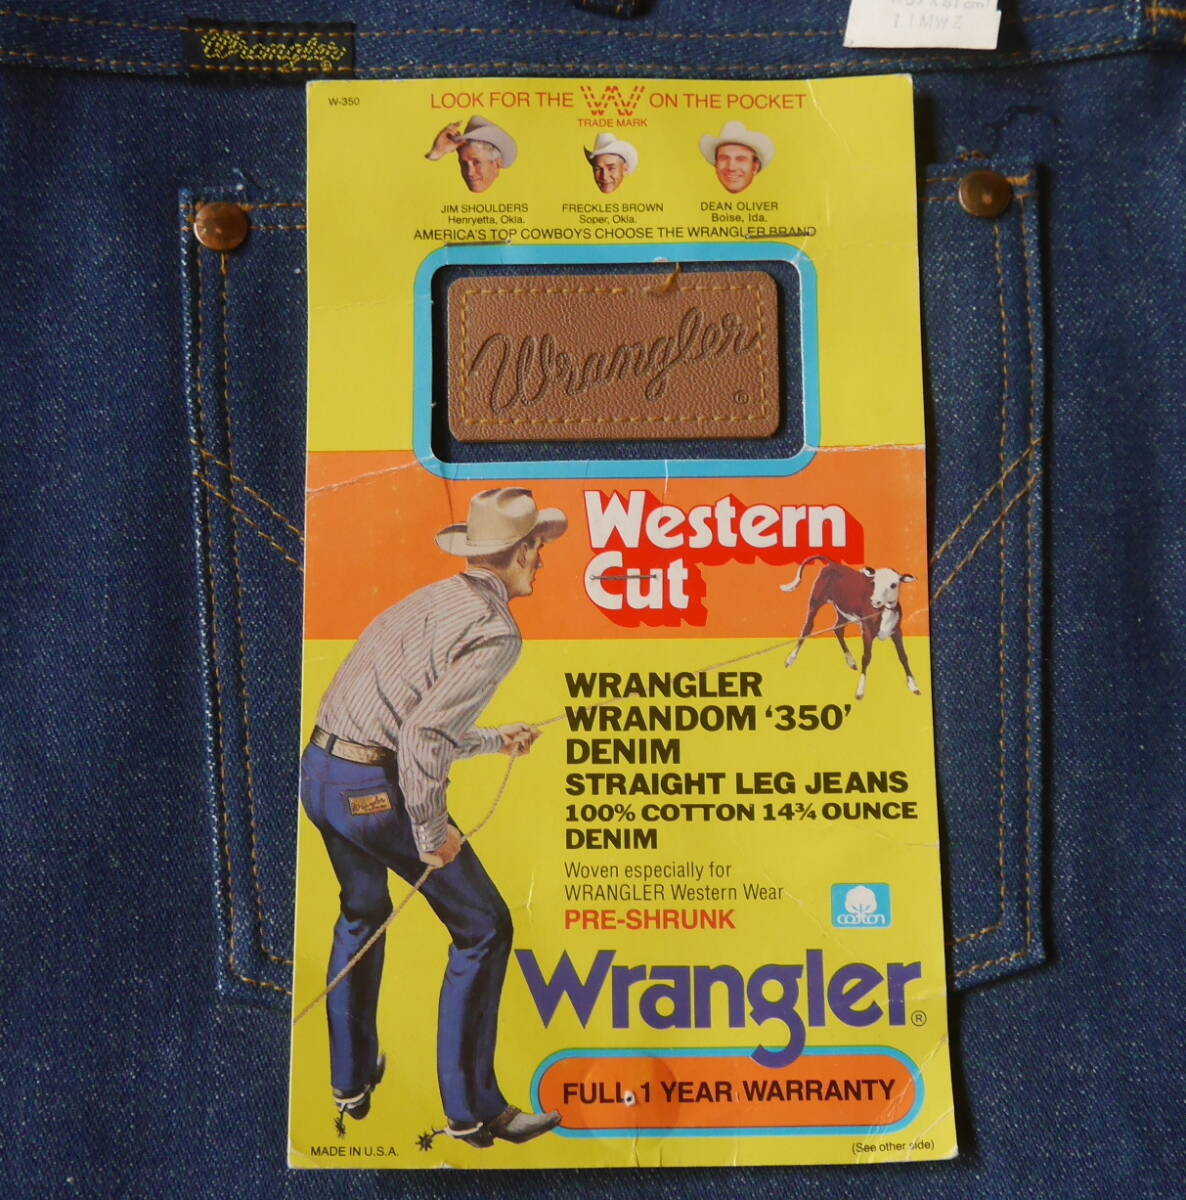 Wrangler
11MWZ
W-350
LOOK FOR THE W ON THE POCKET
TRADE MARK
JIM SHOULDERS
Henryetta, Okla.
FRECKLES BROWN
Soper, Okla.
DEAN OLIVER
Boise, Ida.
AMERICA'S TOP COWBOYS CHOOSE THE WRANGLER BRAND
Wrangler ®
Western
Cut
WRANGLER
WRANDOM ‘350’
DENIM
STRAIGHT LEG JEANS
100% COTTON 14¾ OUNCE
DENIM
Woven especially for
WRANGLER Western Wear
PRE-SHRUNK
cotton
Wrangler
Wrangler ®
FULL 1 YEAR WARRANTY
MADE IN U.S.A.
(See other side)